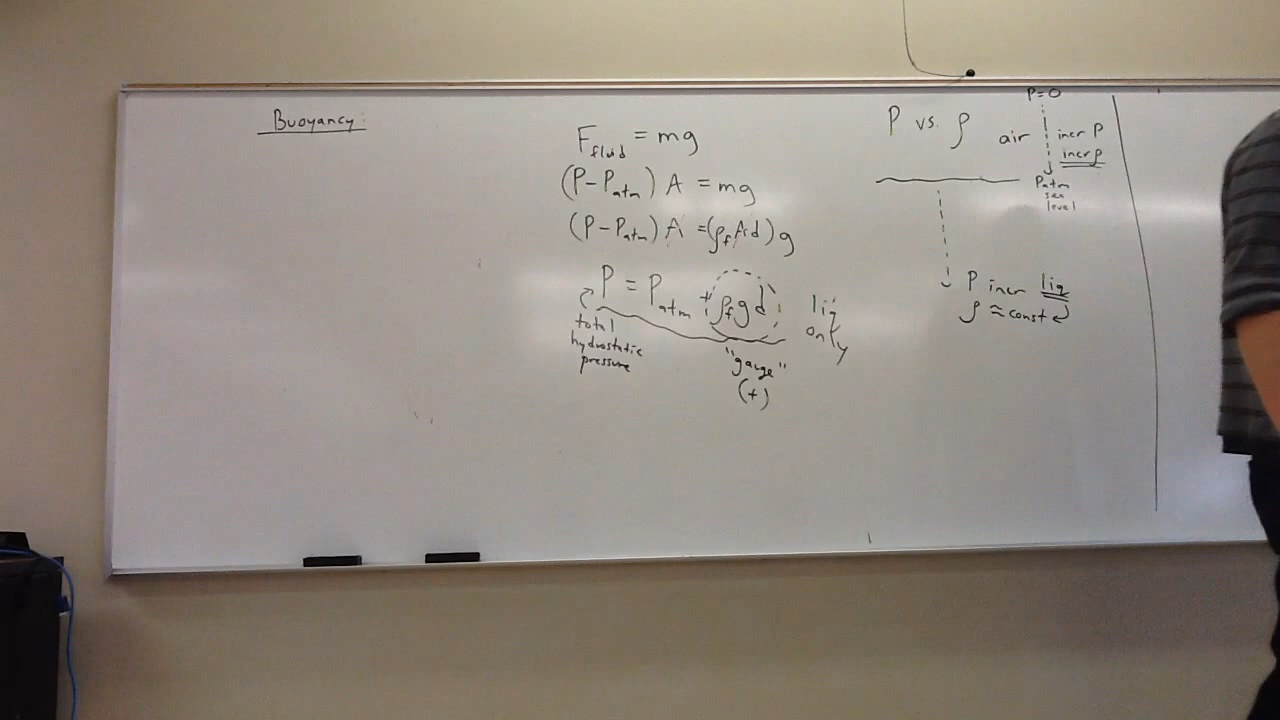 Buoyancy:
F_fluid = mg
(P-P_atm) A = mg
(P-P_atm) A = (ρ_f A d) g
P = P_atm + ρ_f g d
liq
only
total
hydrostatic
pressure
"gauge"
(+)
P vs. ρ
air
P=0
incr P
incr ρ
Patm
sea
level
P incr liq
ρ ≈ const